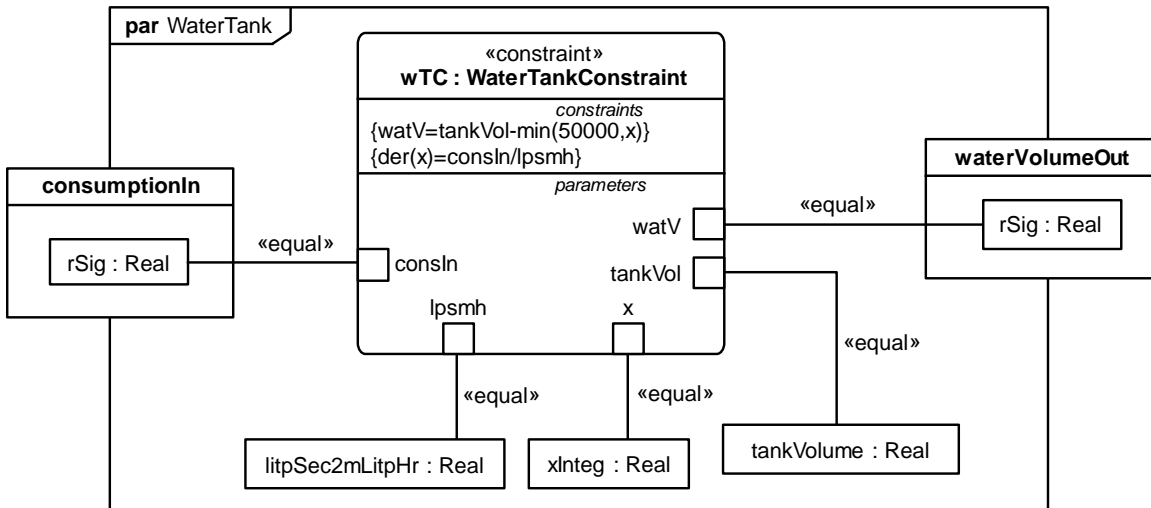 par WaterTank
«constraint»
wTC : WaterTankConstraint
constraints
{watV=tankVol-min(50000,x)}
{der(x)=consIn/lpsmh}
parameters
consumptionIn
rSig : Real
«equal»
consIn
watV
tankVol
lpsmh
x
«equal»
waterVolumeOut
rSig : Real
«equal»
«equal»
«equal»
litpSec2mLitpHr : Real
xInteg : Real
tankVolume : Real